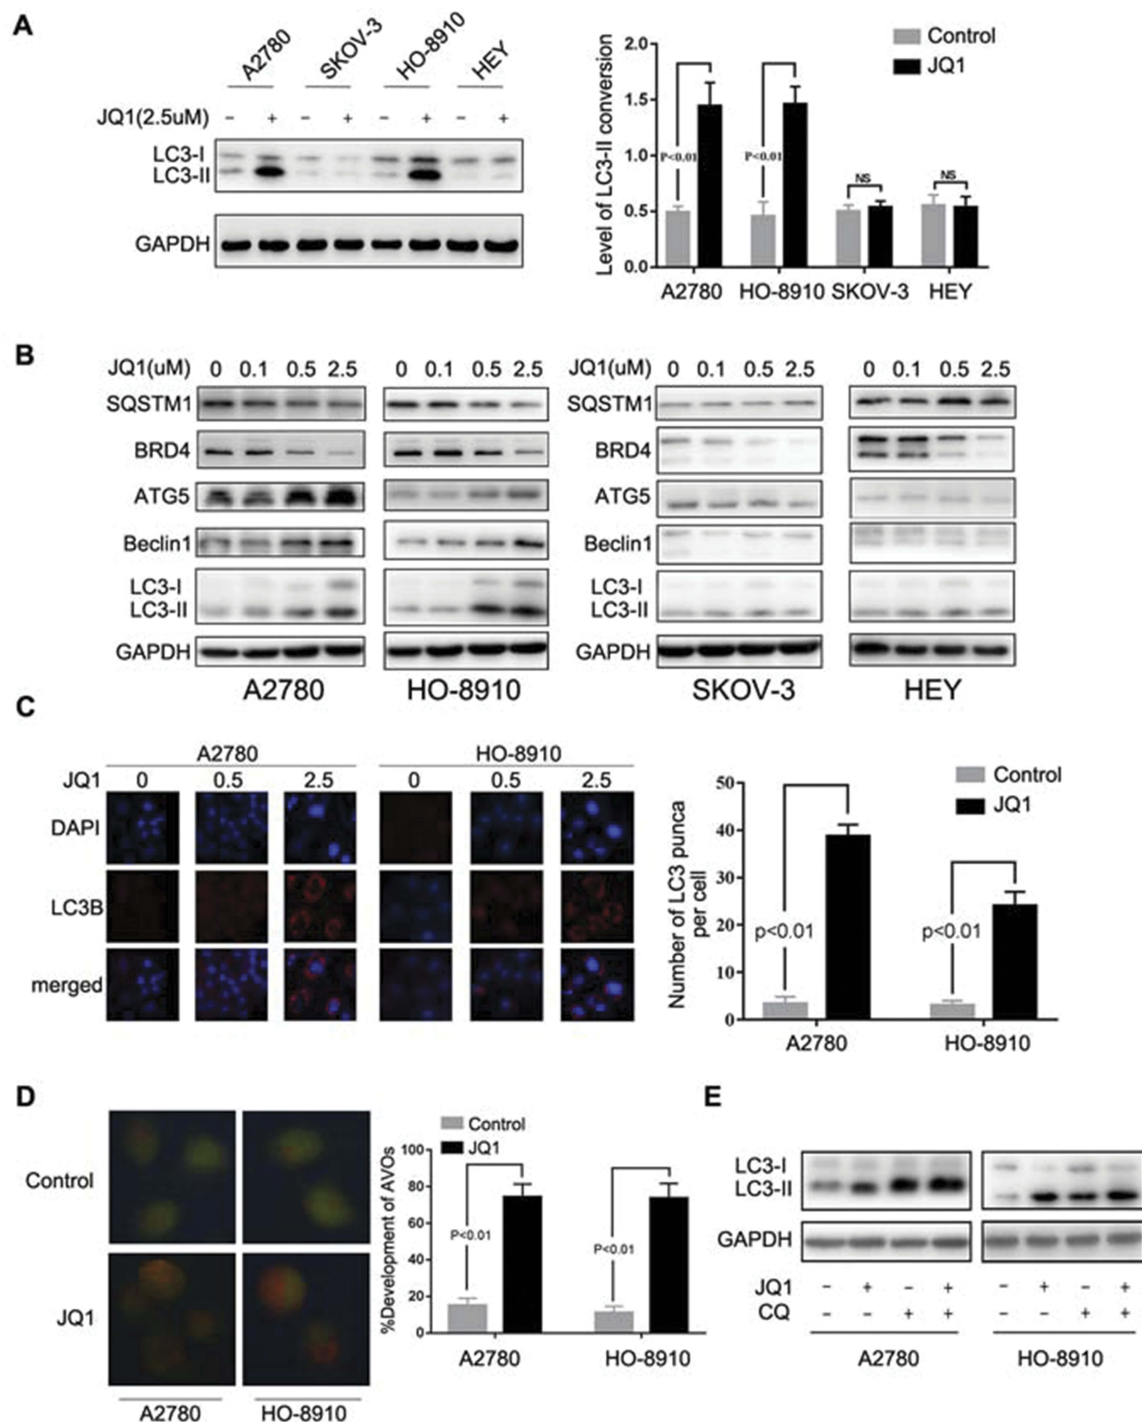 A
A2780 SKOV-3 HO-8910 HEY
JQ1(2.5uM) - + - + - + - +
LC3-I
LC3-II
GAPDH
Level of LC3-II conversion
2.0
1.5
1.0
0.5
0.0
Control
JQ1
P<0.01 P<0.01 NS NS
A2780 HO-8910 SKOV-3 HEY
B
JQ1(uM) 0 0.1 0.5 2.5 0 0.1 0.5 2.5
SQSTM1
BRD4
ATG5
Beclin1
LC3-I
LC3-II
GAPDH
A2780 HO-8910
JQ1(uM) 0 0.1 0.5 2.5 0 0.1 0.5 2.5
SQSTM1
BRD4
ATG5
Beclin1
LC3-I
LC3-II
GAPDH
SKOV-3 HEY
C
A2780 HO-8910
JQ1 0 0.5 2.5 0 0.5 2.5
DAPI
LC3B
merged
Number of LC3 punca
per cell
50
40
30
20
10
0
Control
JQ1
p<0.01 p<0.01
A2780 HO-8910
D
Control
JQ1
A2780 HO-8910
%Development of AVOs
100
80
60
40
20
0
Control
JQ1
P<0.01 P<0.01
A2780 HO-8910
E
LC3-I
LC3-II
GAPDH
JQ1 - + - + - + - +
CQ - - + + - - + +
A2780 HO-8910